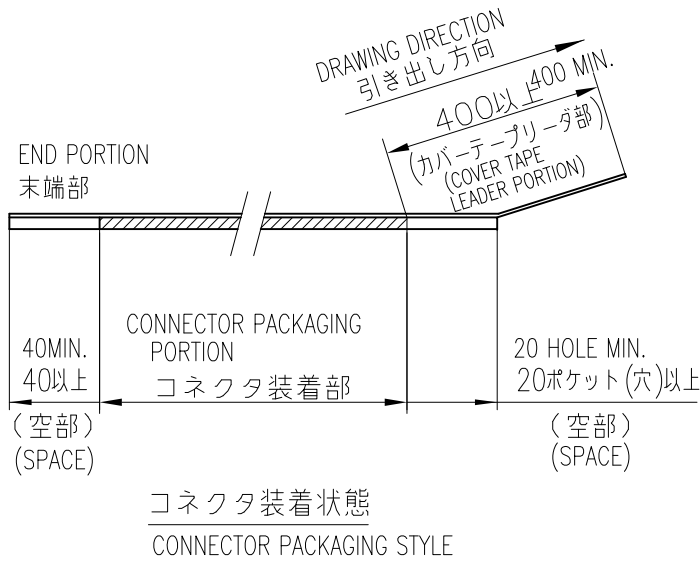 DRAWING DIRECTION
引き出し方向
400以上 400 MIN.
(カバーテープリーダ部)
(COVER TAPE
LEADER PORTION)
END PORTION
末端部
CONNECTOR PACKAGING
PORTION
コネクタ装着部
40MIN.
40以上
(空部)
(SPACE)
20 HOLE MIN.
20ポケット(穴)以上
(空部)
(SPACE)
コネクタ装着状態
CONNECTOR PACKAGING STYLE